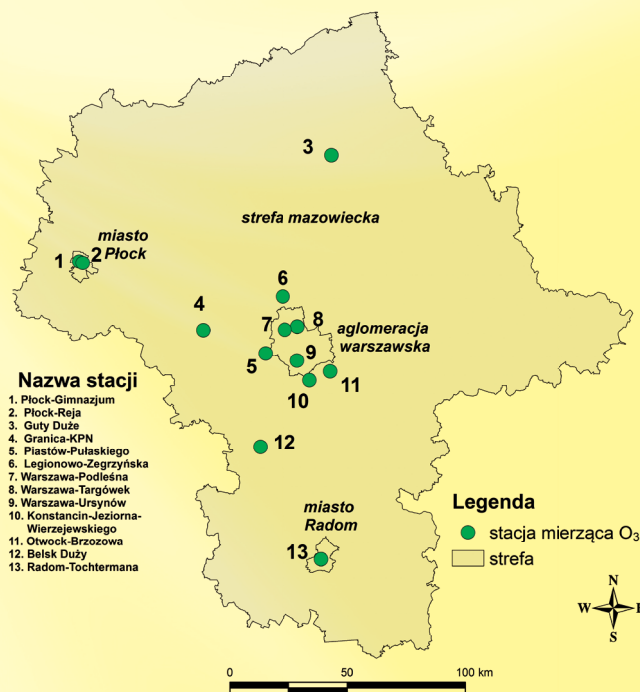 3
strefa mazowiecka
miasto
Płock
1
2
6
4
7
8
aglomeracja
warszawska
5
9
11
10
Nazwa stacji
1. Płock-Gimnazjum
2. Płock-Reja
3. Guty Duże
4. Granica-KPN
5. Piastów-Pułaskiego
6. Legionowo-Zegrzyńska
7. Warszawa-Podleśna
8. Warszawa-Targówek
9. Warszawa-Ursynów
10. Konstancin-Jeziorna-
Wierzejewskiego
11. Otwock-Brzozowa
12. Belsk Duży
13. Radom-Tochtermana
12
miasto
Radom
13
Legenda
stacja mierząca O₃
strefa
N
W E
S
0 50 100 km